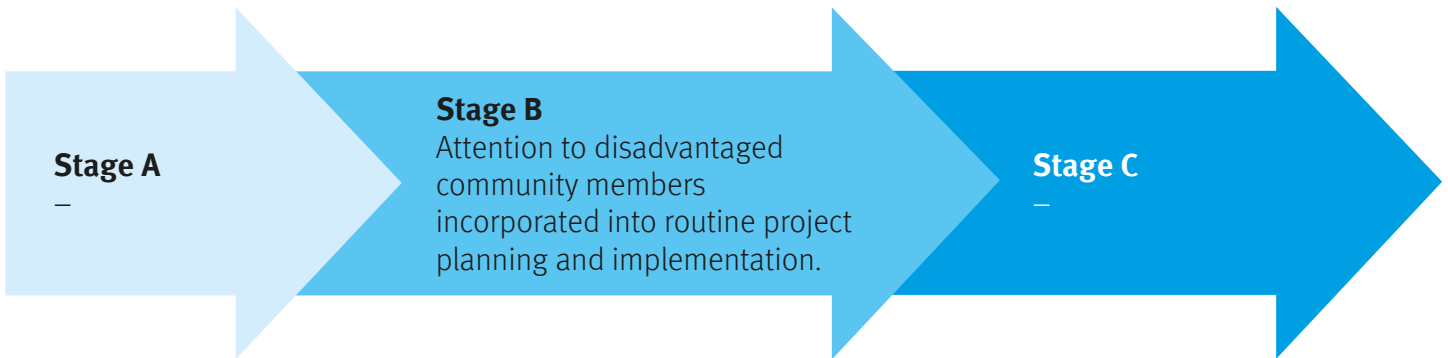 Stage A
–
Stage B
Attention to disadvantaged
community members
incorporated into routine project
planning and implementation.
Stage C
–